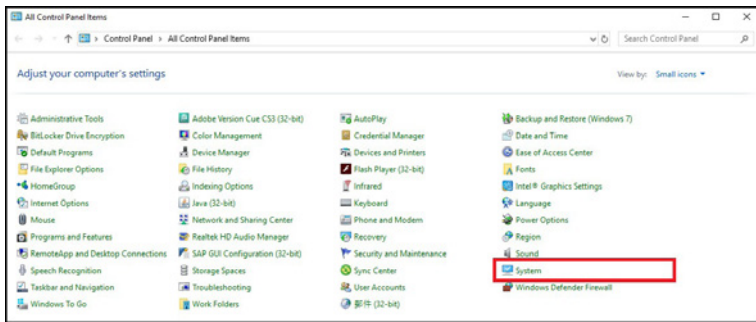 All Control Panel Items
Control Panel > All Control Panel Items
Search Control Panel
Adjust your computer's settings
View by: Small icons
Administrative Tools
Adobe Version Cue CS3 (32-bit)
AutoPlay
Backup and Restore (Windows 7)
BitLocker Drive Encryption
Color Management
Credential Manager
Date and Time
Default Programs
Device Manager
Devices and Printers
Ease of Access Center
File Explorer Options
File History
Flash Player (32-bit)
Fonts
HomeGroup
Indexing Options
Infrared
Intel® Graphics Settings
Internet Options
Java (32-bit)
Keyboard
Language
Mouse
Network and Sharing Center
Phone and Modem
Power Options
Programs and Features
Realtek HD Audio Manager
Recovery
Region
RemoteApp and Desktop Connections
SAP GUI Configuration (32-bit)
Security and Maintenance
Sound
Speech Recognition
Storage Spaces
Sync Center
System
Taskbar and Navigation
Troubleshooting
User Accounts
Windows Defender Firewall
Windows To Go
Work Folders
邮件 (32-bit)